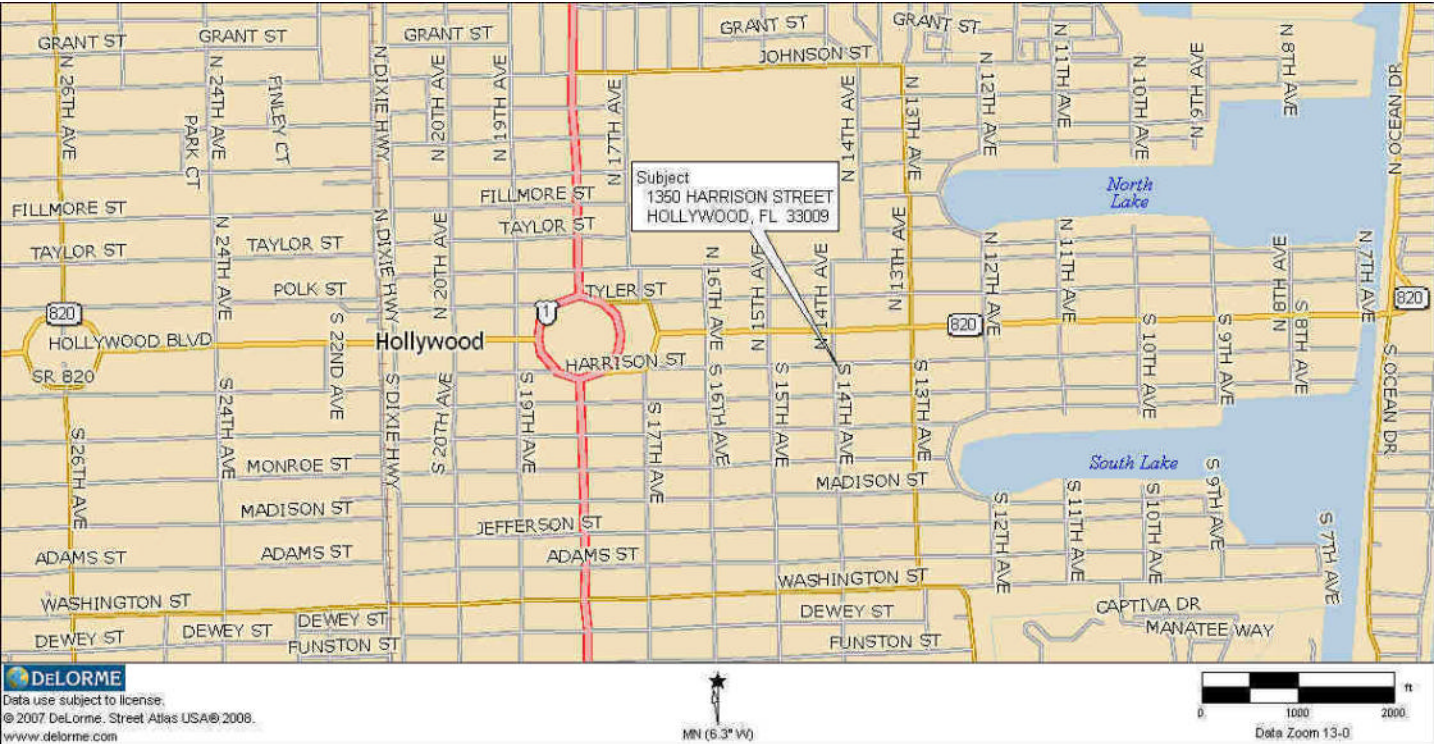 GRANT ST
GRANT ST
GRANT ST
GRANT ST
GRANT ST
JOHNSON ST
N 26TH AVE
N 24TH AVE
FINLEY CT
PARK CT
N DIXIE HWY
N 20TH AVE
N 19TH AVE
N 17TH AVE
N 14TH AVE
N 13TH AVE
N 12TH AVE
N 11TH AVE
N 10TH AVE
N 9TH AVE
N 8TH AVE
N OCEAN DR
Subject
1350 HARRISON STREET
HOLLYWOOD, FL 33009
North
Lake
FILLMORE ST
FILLMORE ST
TAYLOR ST
TAYLOR ST
TAYLOR ST
N 24TH AVE
N DIXIE HWY
N 20TH AVE
N 16TH AVE
N 15TH AVE
N 14TH AVE
N 13TH AVE
N 12TH AVE
N 11TH AVE
N 8TH AVE
N 7TH AVE
POLK ST
TYLER ST
820
1
820
820
HOLLYWOOD BLVD
Hollywood
HARRISON ST
SR 820
S 22ND AVE
S 26TH AVE
S 24TH AVE
S DIXIE HWY
S 20TH AVE
S 19TH AVE
S 17TH AVE
S 16TH AVE
S 15TH AVE
S 14TH AVE
S 13TH AVE
S 10TH AVE
S 9TH AVE
S 8TH AVE
S OCEAN DR
South Lake
MONROE ST
MADISON ST
MADISON ST
JEFFERSON ST
S 12TH AVE
S 11TH AVE
S 10TH AVE
S 9TH AVE
S 7TH AVE
ADAMS ST
ADAMS ST
ADAMS ST
WASHINGTON ST
WASHINGTON ST
DEWEY ST
DEWEY ST
DEWEY ST
DEWEY ST
CAPTIVA DR
FUNSTON ST
FUNSTON ST
MANATEE WAY
DELORME
Data use subject to license.
© 2007 DeLorme. Street Atlas USA® 2008.
www.delorme.com
N
MN (6.3° W)
ft
0 1000 2000
Data Zoom 13-0